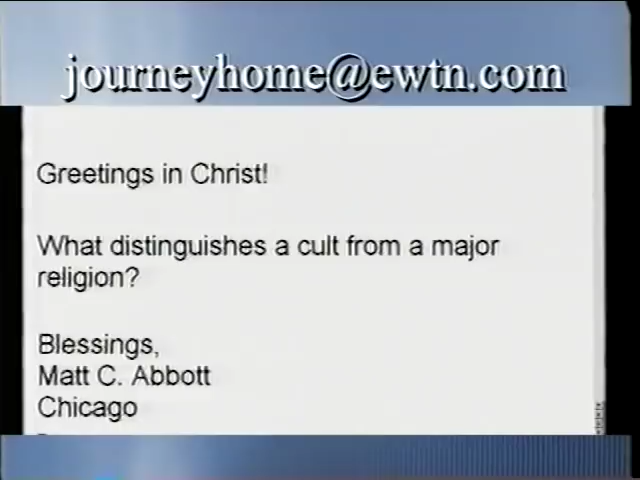 journeyhome@ewtn.com
Greetings in Christ!
What distinguishes a cult from a major
religion?
Blessings,
Matt C. Abbott
Chicago